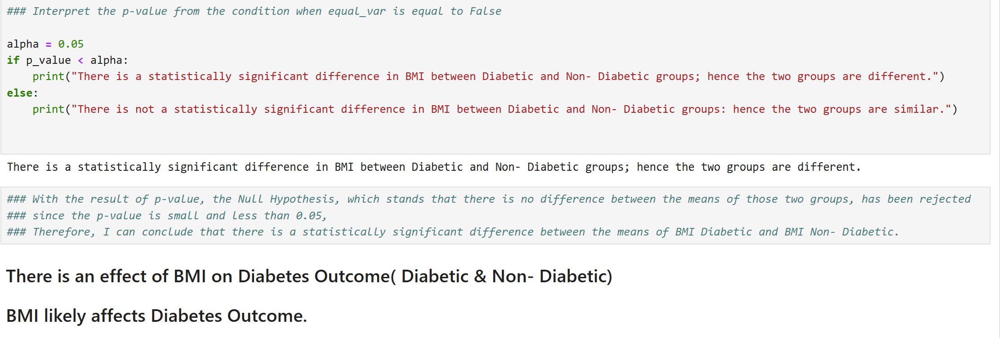 ### Interpret the p-value from the condition when equal_var is equal to False
alpha = 0.05
if p_value < alpha:
    print("There is a statistically significant difference in BMI between Diabetic and Non- Diabetic groups; hence the two groups are different.")
else:
    print("There is not a statistically significant difference in BMI between Diabetic and Non- Diabetic groups: hence the two groups are similar.")
There is a statistically significant difference in BMI between Diabetic and Non- Diabetic groups; hence the two groups are different.
### With the result of p-value, the Null Hypothesis, which stands that there is no difference between the means of those two groups, has been rejected
### since the p-value is small and less than 0.05,
### Therefore, I can conclude that there is a statistically significant difference between the means of BMI Diabetic and BMI Non- Diabetic.
There is an effect of BMI on Diabetes Outcome( Diabetic & Non- Diabetic)
BMI likely affects Diabetes Outcome.